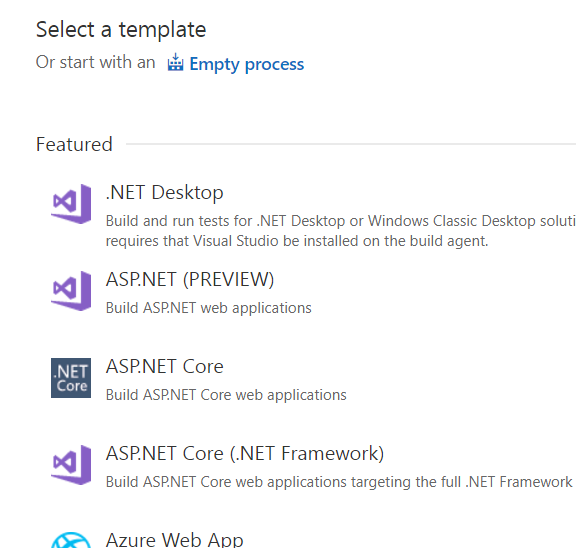 Select a template
Or start with an Empty process
Featured
.NET Desktop
Build and run tests for .NET Desktop or Windows Classic Desktop soluti
requires that Visual Studio be installed on the build agent.
ASP.NET (PREVIEW)
Build ASP.NET web applications
.NET
Core
ASP.NET Core
Build ASP.NET Core web applications
ASP.NET Core (.NET Framework)
Build ASP.NET Core web applications targeting the full .NET Framework
Azure Web App